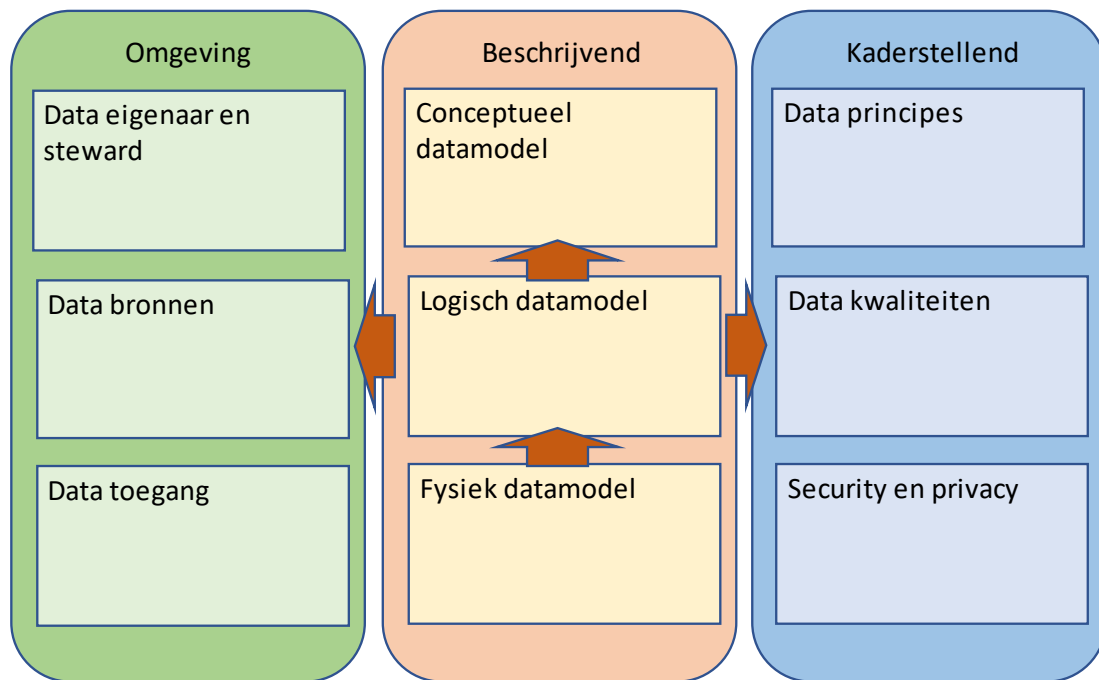 Omgeving
Data eigenaar en
steward
Data bronnen
Data toegang
Beschrijvend
Conceptueel
datamodel
Logisch datamodel
Fysiek datamodel
Kaderstellend
Data principes
Data kwaliteiten
Security en privacy